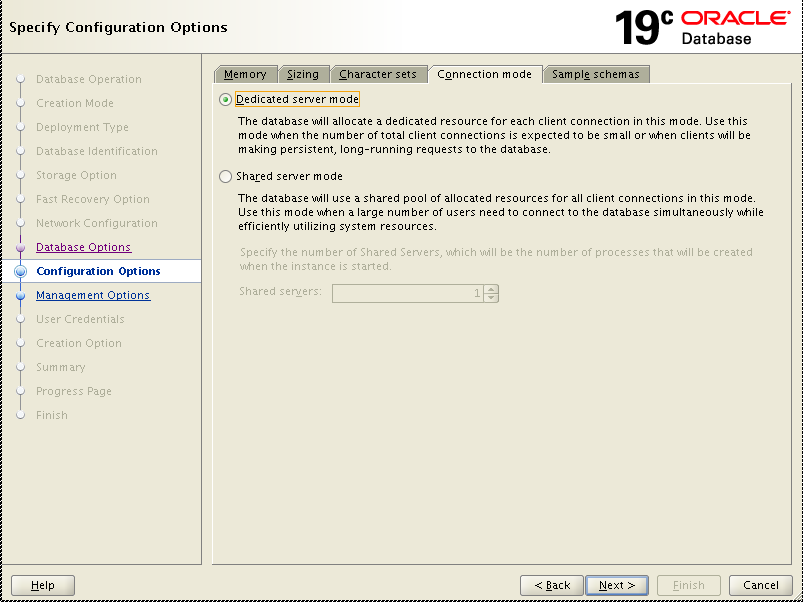 Specify Configuration Options
19c ORACLE®
Database
Database Operation
Creation Mode
Deployment Type
Database Identification
Storage Option
Fast Recovery Option
Network Configuration
Database Options
Configuration Options
Management Options
User Credentials
Creation Option
Summary
Progress Page
Finish
Memory Sizing Character sets Connection mode Sample schemas
Dedicated server mode
The database will allocate a dedicated resource for each client connection in this mode. Use this
mode when the number of total client connections is expected to be small or when clients will be
making persistent, long-running requests to the database.
Shared server mode
The database will use a shared pool of allocated resources for all client connections in this mode.
Use this mode when a large number of users need to connect to the database simultaneously while
efficiently utilizing system resources.
Specify the number of Shared Servers, which will be the number of processes that will be created
when the instance is started.
Shared servers: 1
Help < Back Next > Finish Cancel